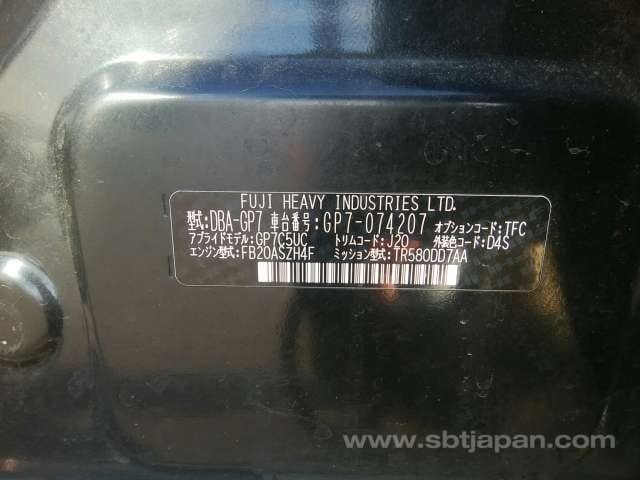 FUJI HEAVY INDUSTRIES LTD.
型式:DBA-GP7 車台番号:GP7-074207 オプションコード:TFC
アプライドモデル:GP7C5UC トリムコード:J20 外装色コード:D4S
エンジン型式:FB20ASZH4F ミッション型式:TR580DD7AA
www.sbtjapan.com